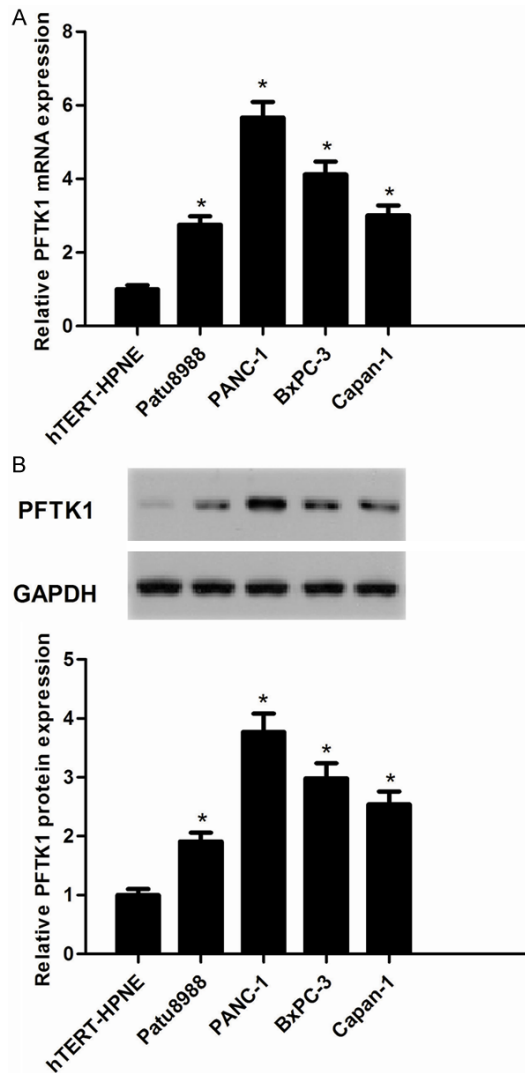 A
Relative PFTK1 mRNA expression
8
6
4
2
0
*
*
*
*
hTERT-HPNE
Patu8988
PANC-1
BxPC-3
Capan-1
B
PFTK1
GAPDH
Relative PFTK1 protein expression
5
4
3
2
1
0
*
*
*
*
hTERT-HPNE
Patu8988
PANC-1
BxPC-3
Capan-1